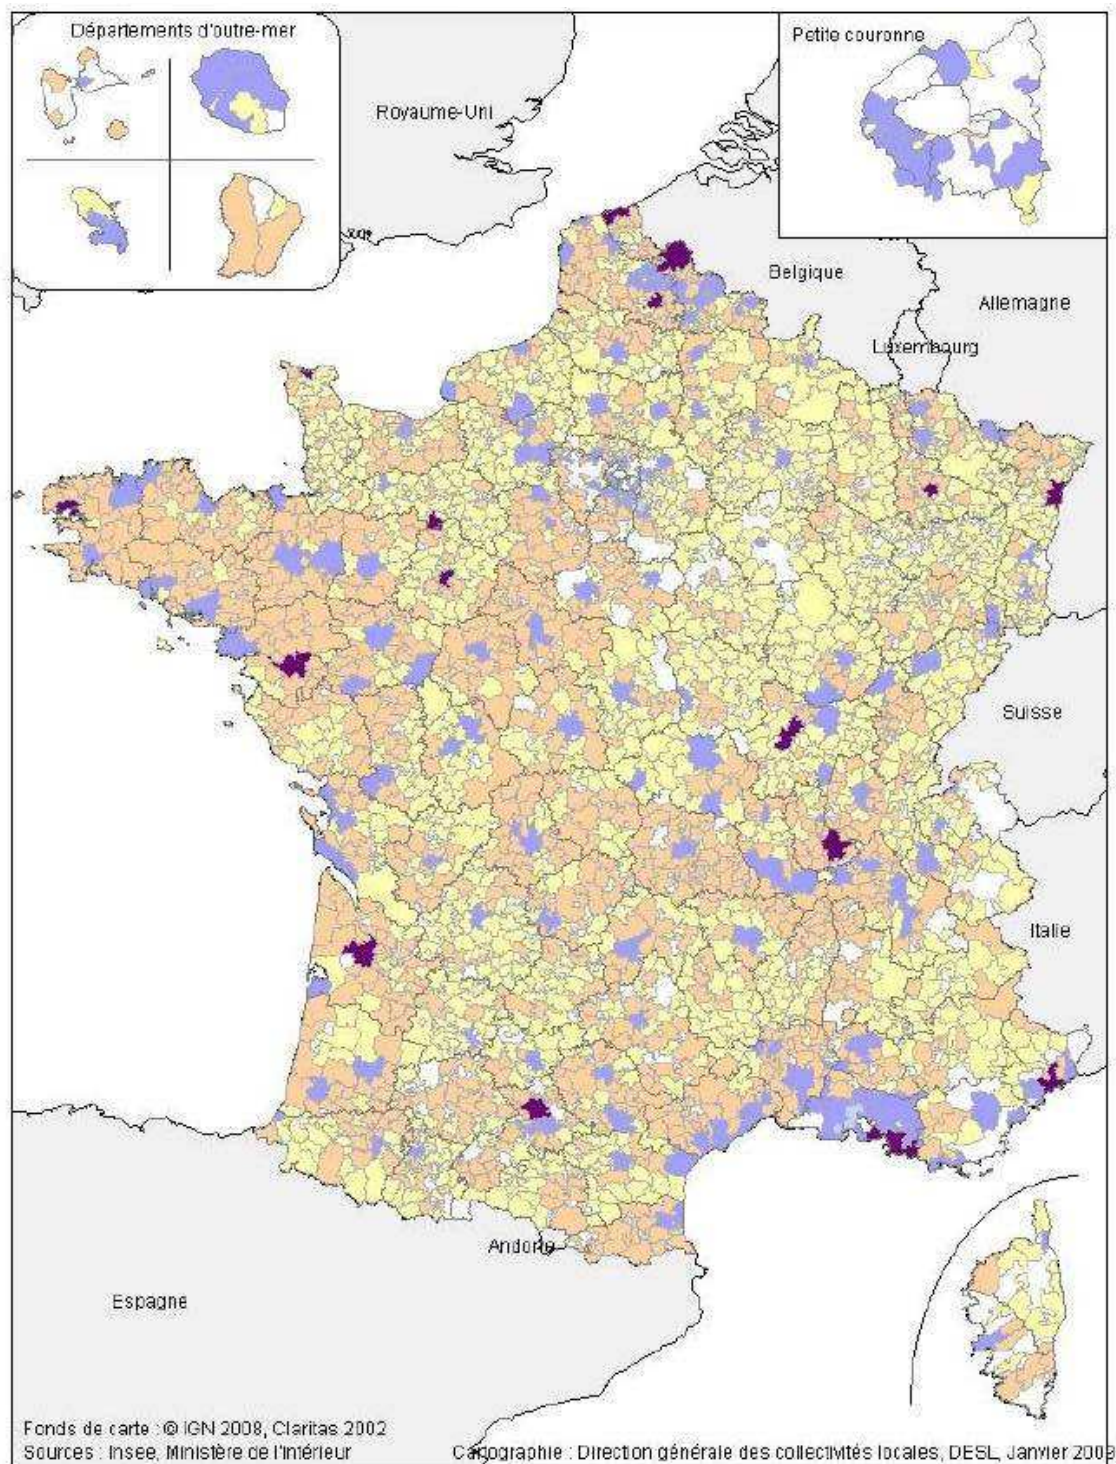 Départements d'outre-mer
Petite couronne
Royaume-Uni
Belgique
Allemagne
Luxembourg
Suisse
Italie
Andorre
Espagne
Fonds de carte : © IGN 2008, Claritas 2002
Sources : Insee, Ministère de l'Intérieur
Cartographie : Direction générale des collectivités locales, DESL, Janvier 2009